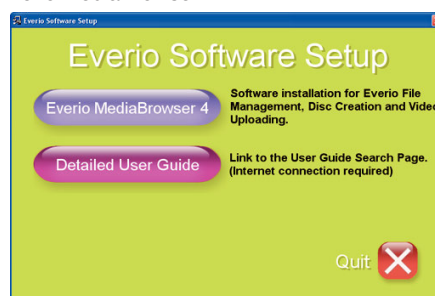 Everio Software Setup
Everio Software Setup
Everio MediaBrowser 4
Software installation for Everio File
Management, Disc Creation and Video
Uploading.
Detailed User Guide
Link to the User Guide Search Page.
(Internet connection required)
Quit